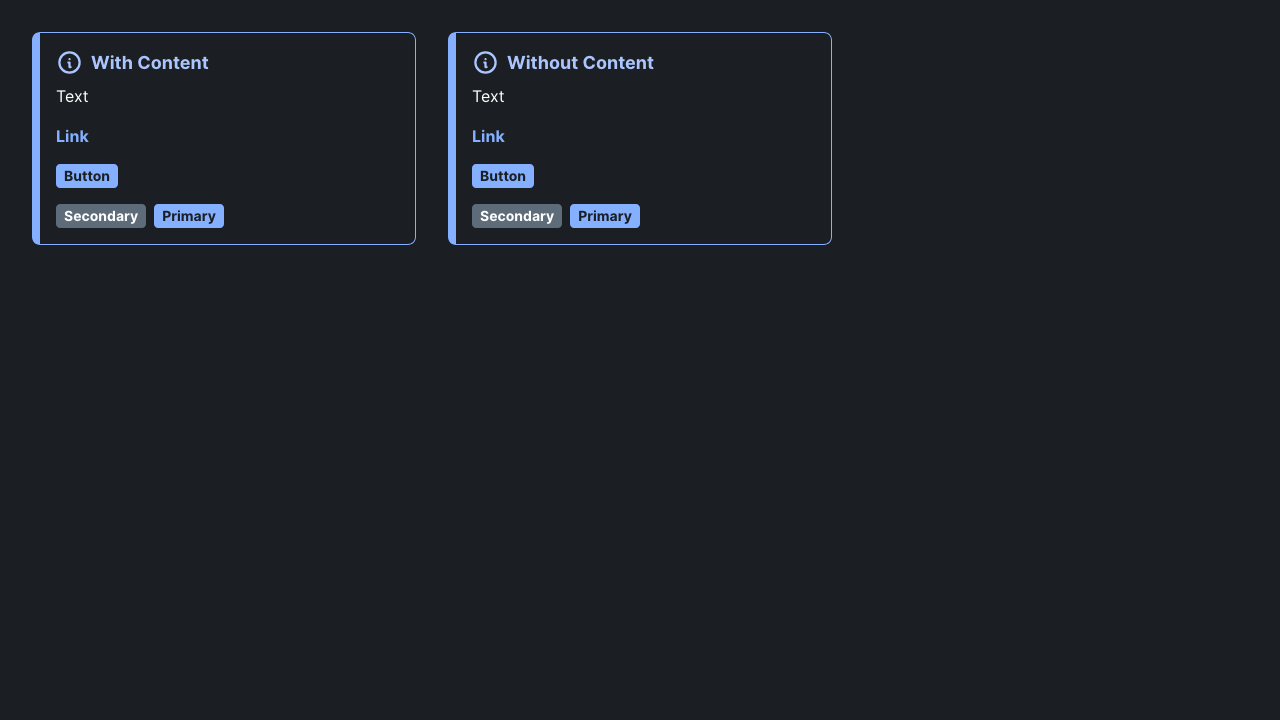 With Content
Text
Link
Button
Secondary Primary
Without Content
Text
Link
Button
Secondary Primary